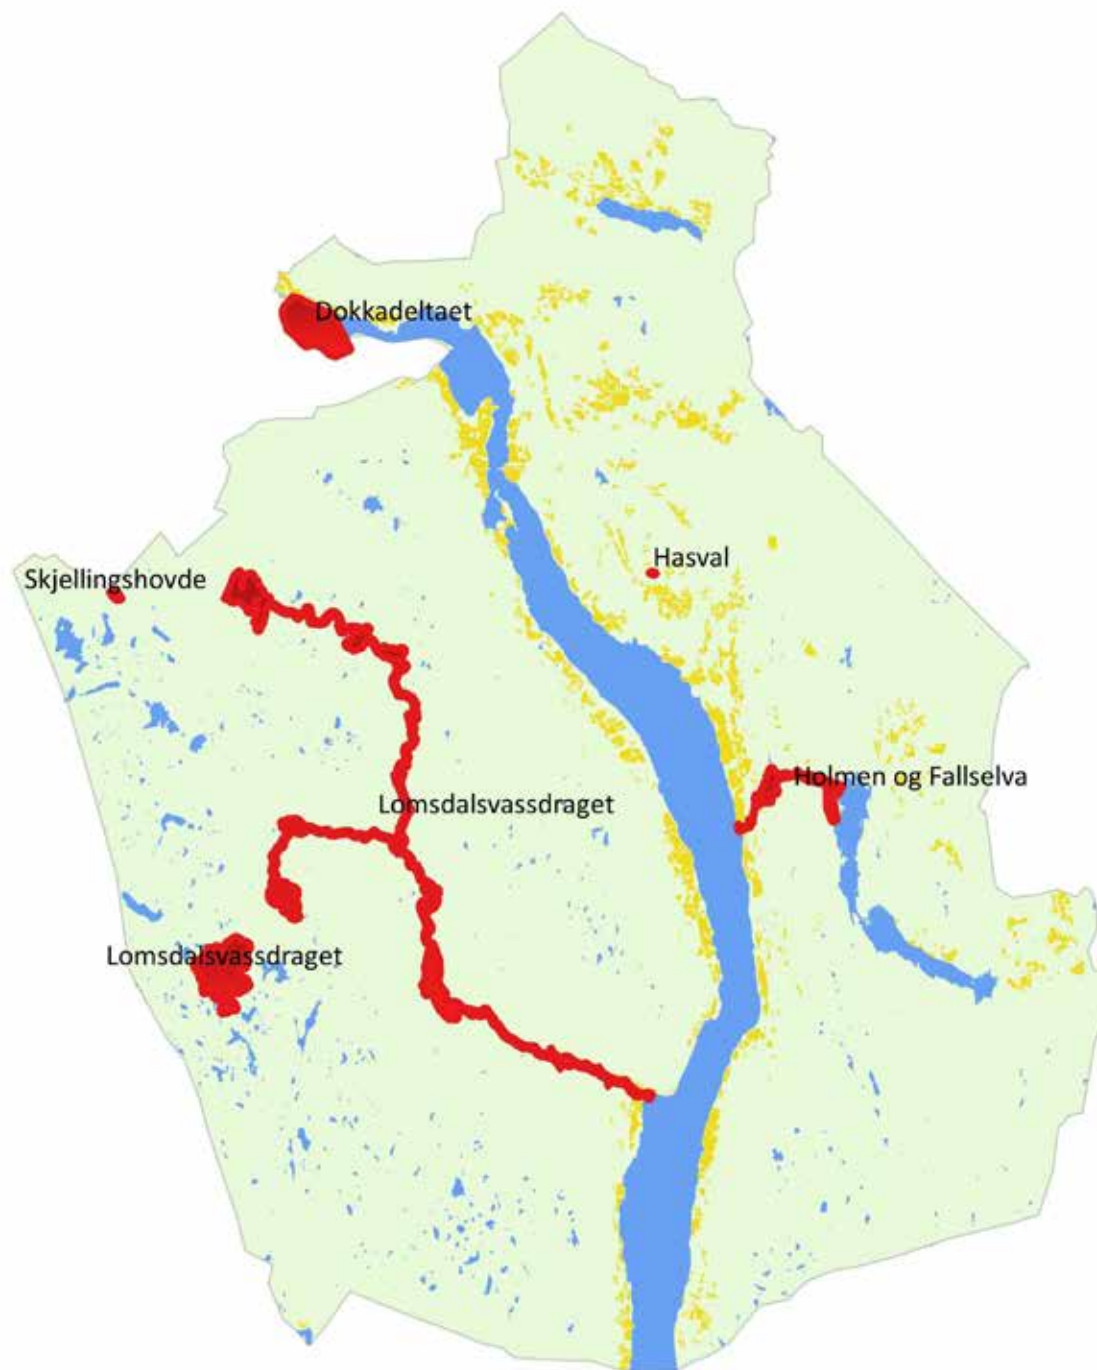 Dokkadeltaet
Hasval
Skjellingshovde
Holmen og Fallselva
Lomsdalsvassdraget
Lomsdalsvassdraget